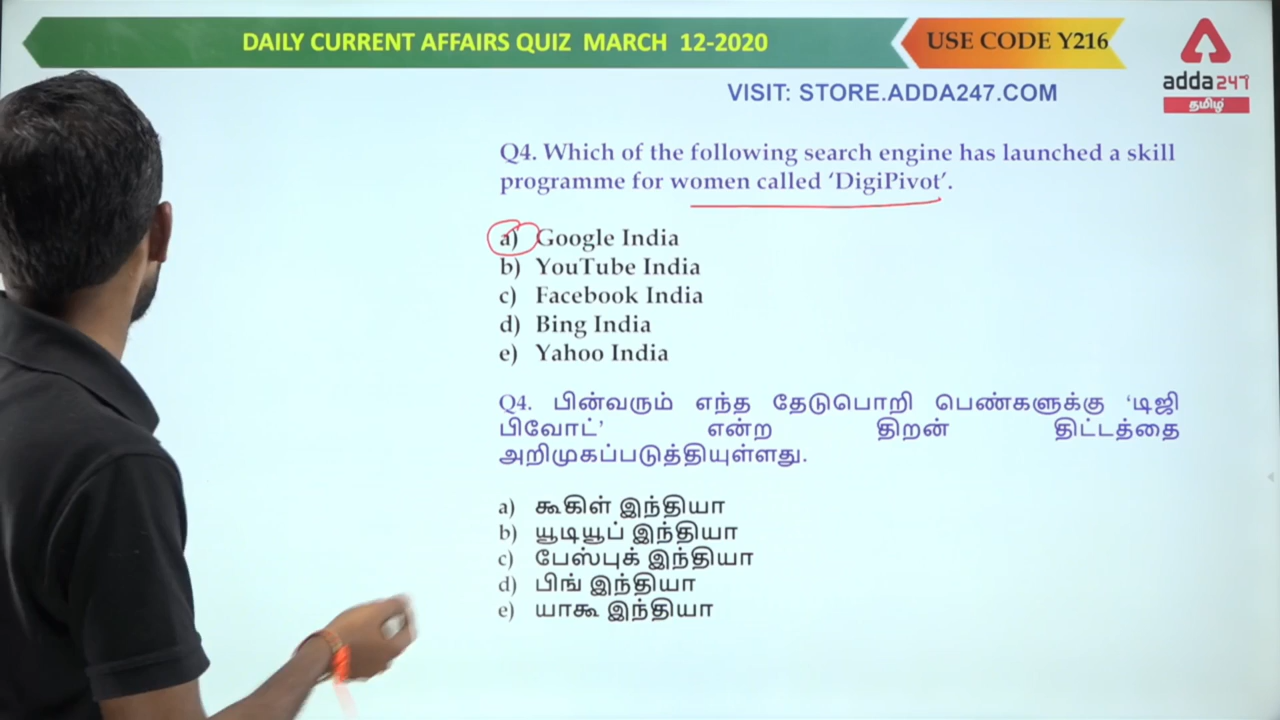 DAILY CURRENT AFFAIRS QUIZ MARCH 12-2020
USE CODE Y216
adda247
தமிழ்
VISIT: STORE.ADDA247.COM
Q4. Which of the following search engine has launched a skill
programme for women called ‘DigiPivot’.
a) Google India
b) YouTube India
c) Facebook India
d) Bing India
e) Yahoo India
Q4. பின்வரும் எந்த தேடுபொறி பெண்களுக்கு ‘டிஜி
பிவோட்’ என்ற திறன் திட்டத்தை
அறிமுகப்படுத்தியுள்ளது.
a) கூகிள் இந்தியா
b) யூடியூப் இந்தியா
c) பேஸ்புக் இந்தியா
d) பிங் இந்தியா
e) யாகூ இந்தியா